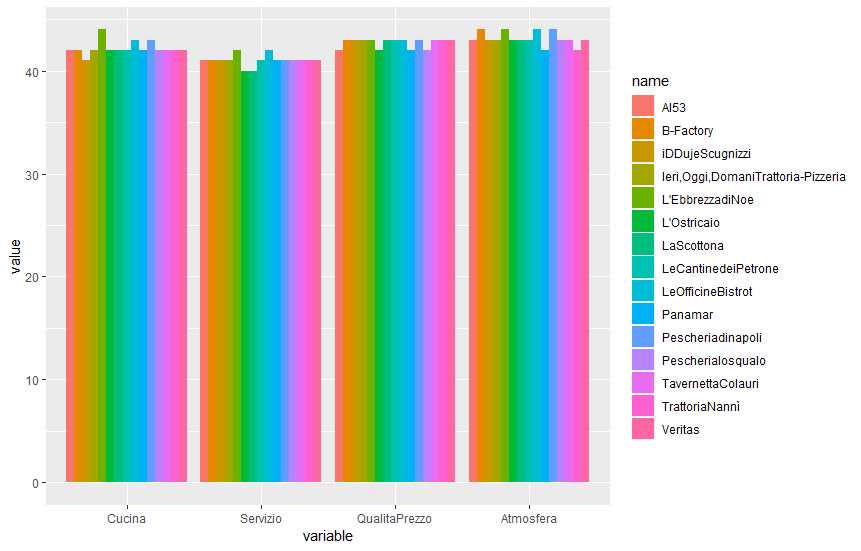 value
40
30
20
10
0
Cucina
Servizio
QualitaPrezzo
Atmosfera
variable
name
Al53
B-Factory
iDDujeScugnizzi
Ieri,Oggi,DomaniTrattoria-Pizzeria
L'EbbrezzadiNoe
L'Ostricaio
LaScottona
LeCantinedeiPetrone
LeOfficineBistrot
Panamar
Pescheriadinapoli
Pescherialosqualo
TavernettaColauri
TrattoriaNannì
Veritas